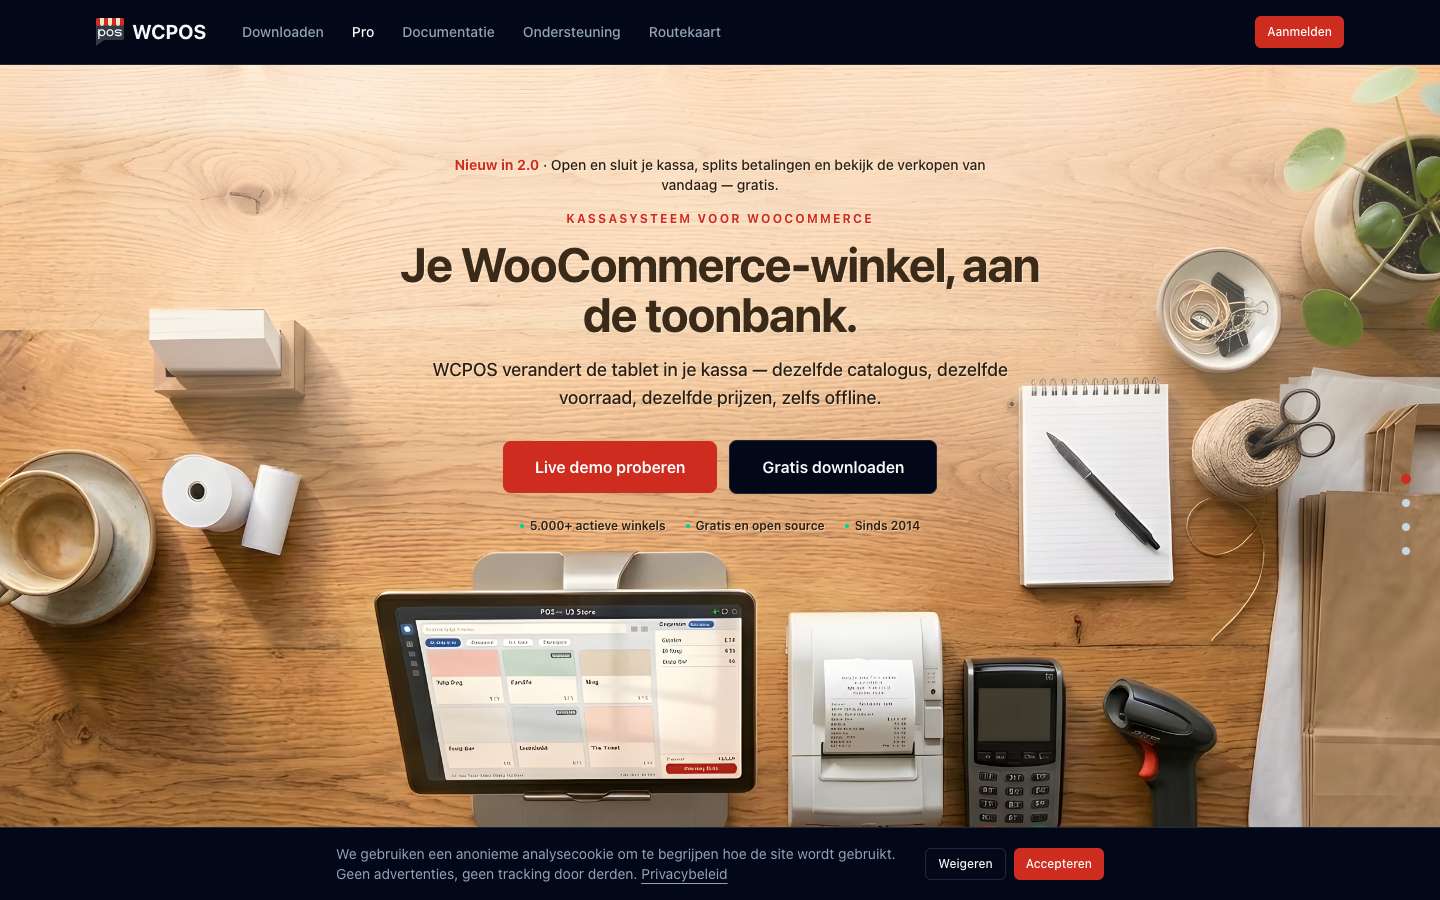 pos WCPOS Downloaden Pro Documentatie Ondersteuning Routekaart Aanmelden
Nieuw in 2.0 · Open en sluit je kassa, splits betalingen en bekijk de verkopen van
vandaag — gratis.
KASSASYSTEEM VOOR WOOCOMMERCE
Je WooCommerce-winkel, aan
de toonbank.
WCPOS verandert de tablet in je kassa — dezelfde catalogus, dezelfde
voorraad, dezelfde prijzen, zelfs offline.
Live demo proberen Gratis downloaden
5.000+ actieve winkels Gratis en open source Sinds 2014
We gebruiken een anonieme analysecookie om te begrijpen hoe de site wordt gebruikt.
Geen advertenties, geen tracking door derden. Privacybeleid
Weigeren Accepteren